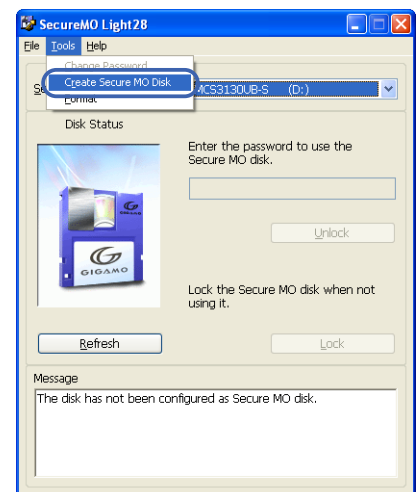 SecureMO Light28
File Tools Help
Change Password
Create Secure MO Disk
Format
MCS3130UB-S (D:)
Disk Status
Enter the password to use the
Secure MO disk.
Unlock
GIGAMO
Lock the Secure MO disk when not
using it.
Refresh
Lock
Message
The disk has not been configured as Secure MO disk.